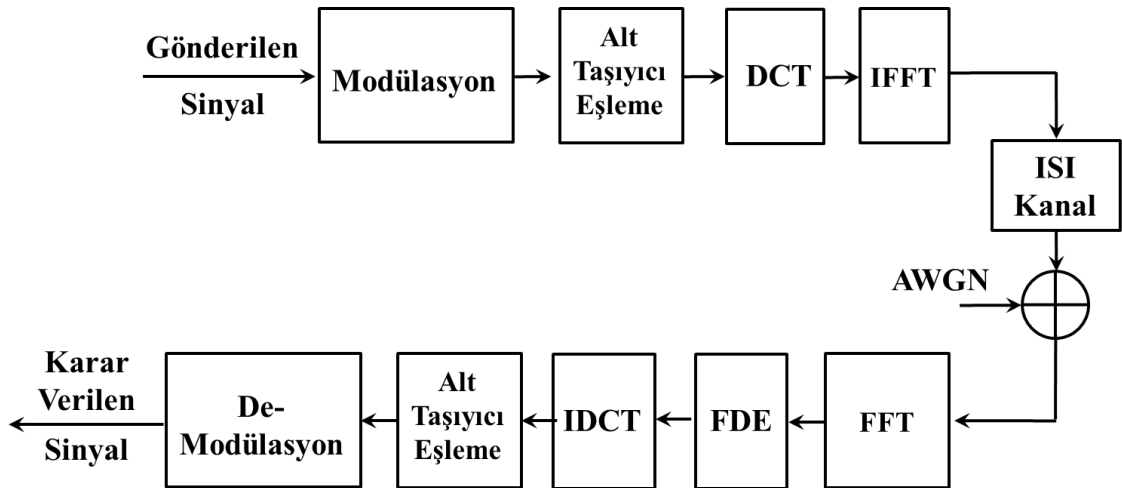 Gönderilen
Sinyal
Modülasyon
Alt
Taşıyıcı
Eşleme
DCT
IFFT
ISI
Kanal
AWGN
Karar
Verilen
Sinyal
De-
Modülasyon
Alt
Taşıyıcı
Eşleme
IDCT
FDE
FFT